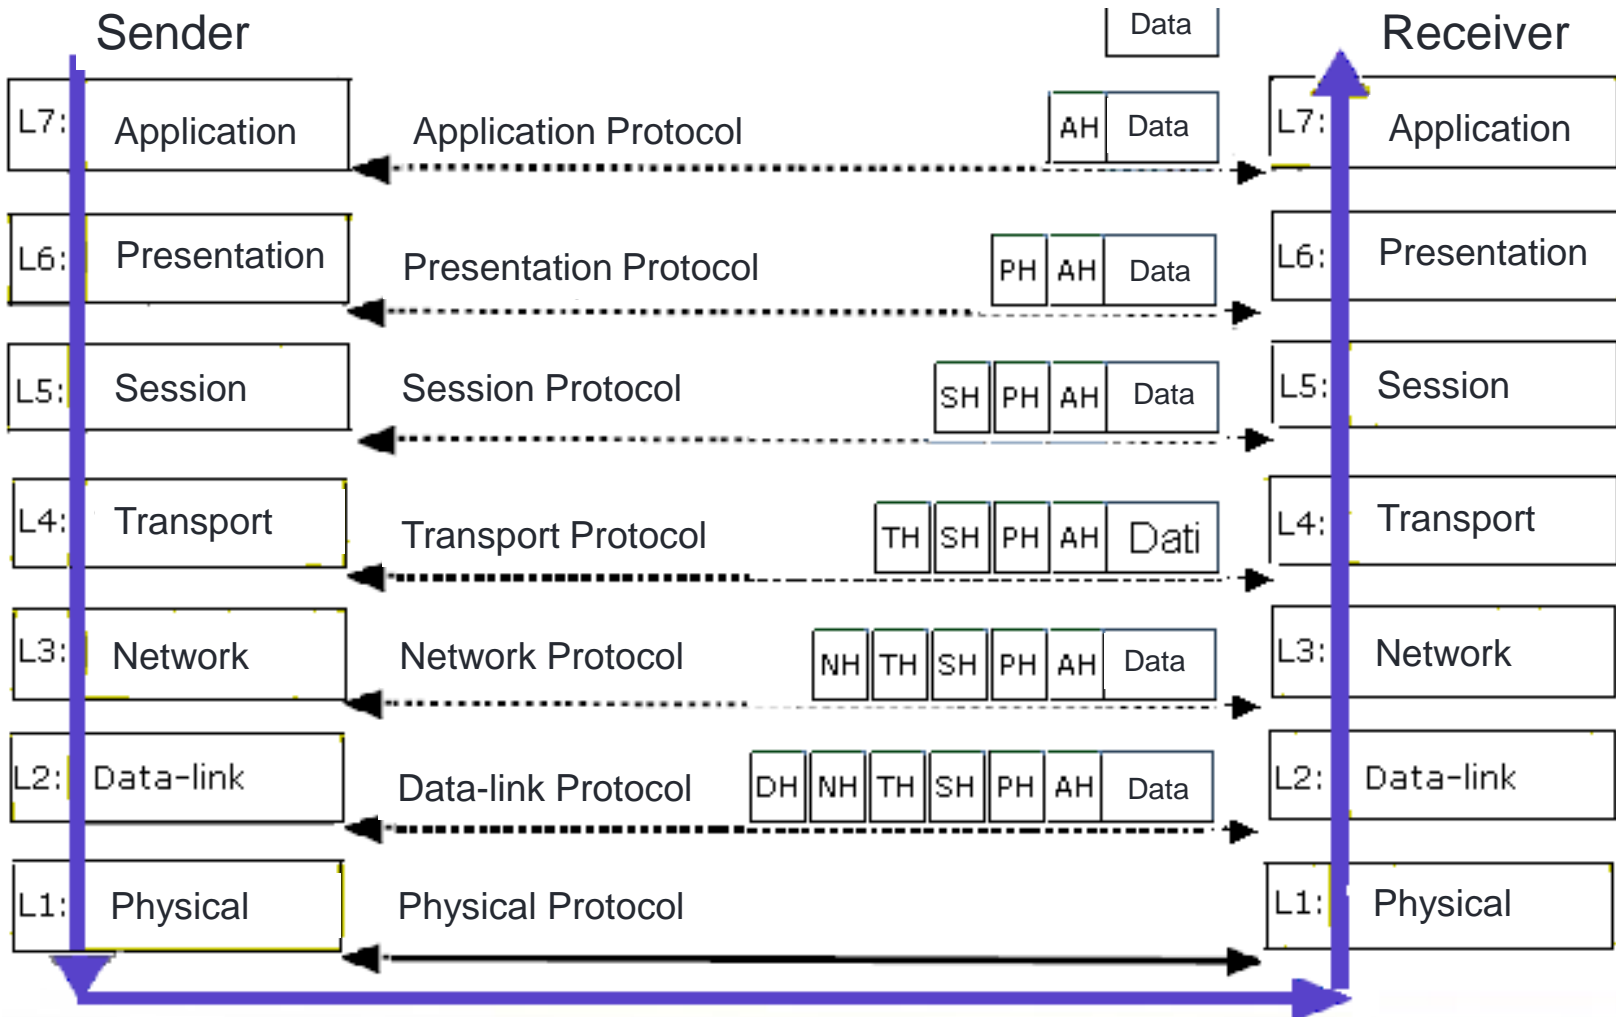 Sender Data Receiver
L7: Application Application Protocol AH Data L7: Application
L6: Presentation Presentation Protocol PH AH Data L6: Presentation
L5: Session Session Protocol SH PH AH Data L5: Session
L4: Transport Transport Protocol TH SH PH AH Dati L4: Transport
L3: Network Network Protocol NH TH SH PH AH Data L3: Network
L2: Data-link Data-link Protocol DH NH TH SH PH AH Data L2: Data-link
L1: Physical Physical Protocol L1: Physical